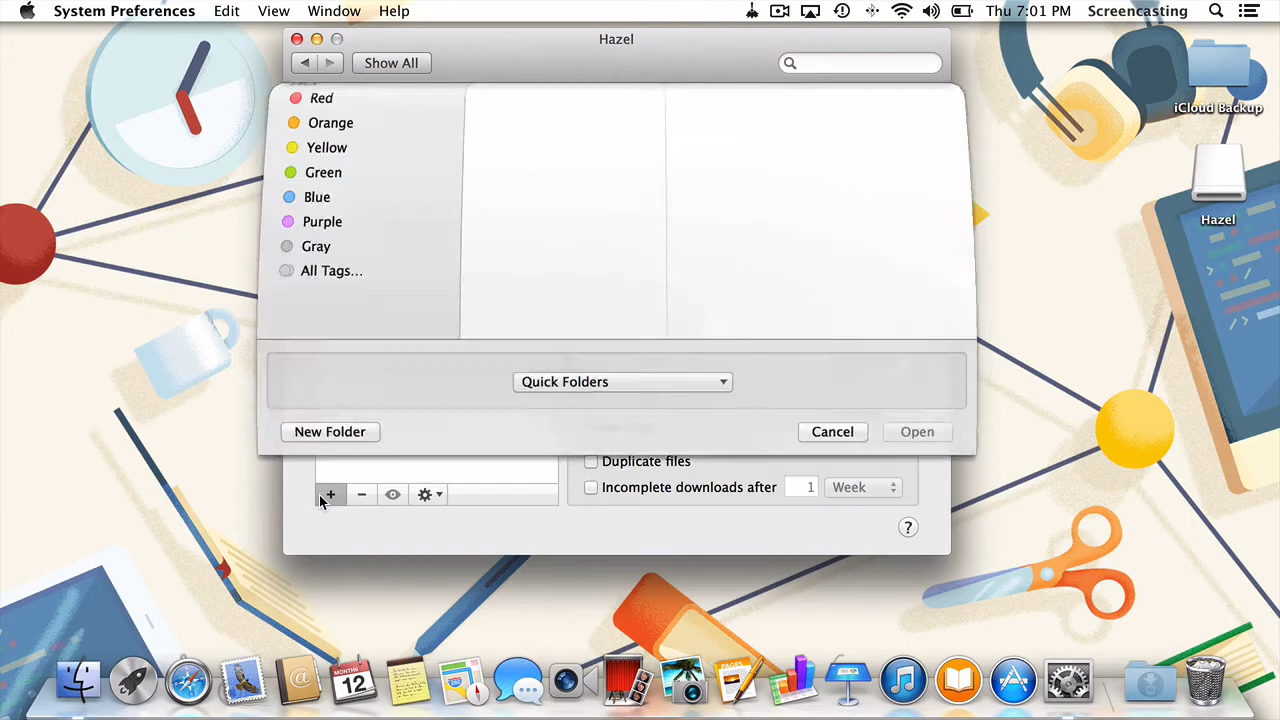 System Preferences Edit View Window Help Thu 7:01 PM Screencasting
Hazel
Show All
iCloud Backup
Hazel
Red
Orange
Yellow
Green
Blue
Purple
Gray
All Tags...
Quick Folders
New Folder Cancel Open
Duplicate files
Incomplete downloads after 1 Week
+ − ?
MONTHS
12
PAGES